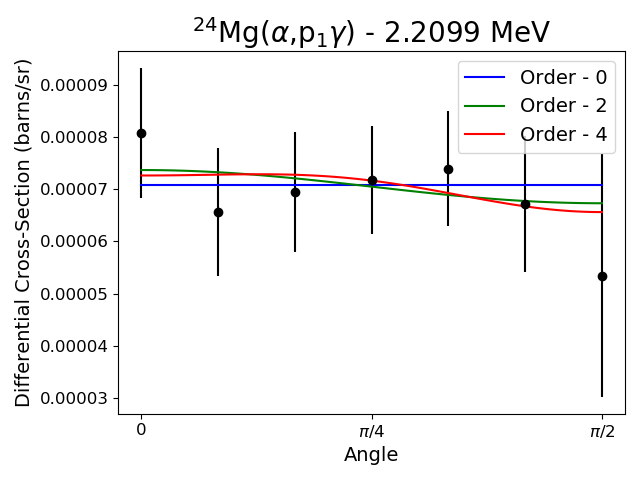 ²⁴Mg(α,p₁γ) - 2.2099 MeV
Differential Cross-Section (barns/sr)
0.00009
0.00008
0.00007
0.00006
0.00005
0.00004
0.00003
Order - 0
Order - 2
Order - 4
0
π/4
π/2
Angle